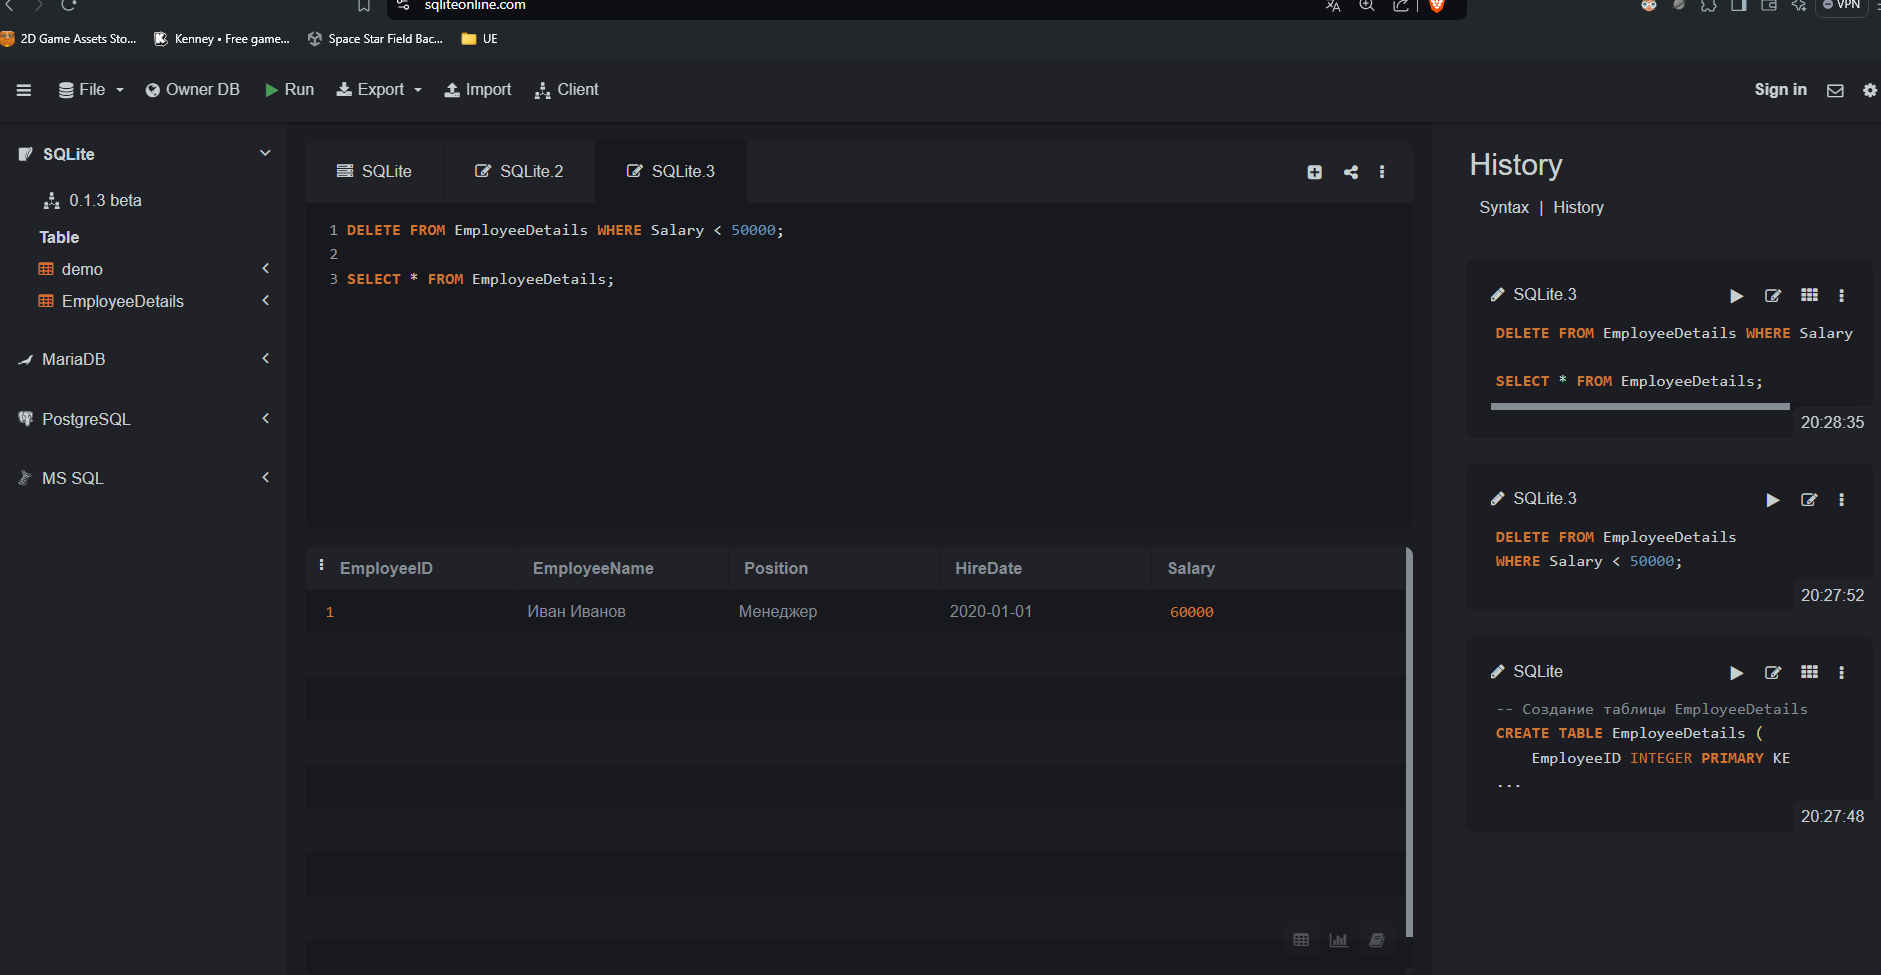 sqliteonline.com
VPN
2D Game Assets Sto...
Kenney • Free game...
Space Star Field Bac...
UE
File
Owner DB
Run
Export
Import
Client
Sign in
SQLite
0.1.3 beta
Table
demo
EmployeeDetails
MariaDB
PostgreSQL
MS SQL
SQLite
SQLite.2
SQLite.3
1 DELETE FROM EmployeeDetails WHERE Salary < 50000;
2
3 SELECT * FROM EmployeeDetails;
EmployeeID EmployeeName Position HireDate Salary
1 Иван Иванов Менеджер 2020-01-01 60000
History
Syntax | History
SQLite.3
DELETE FROM EmployeeDetails WHERE Salary
SELECT * FROM EmployeeDetails;
20:28:35
SQLite.3
DELETE FROM EmployeeDetails
WHERE Salary < 50000;
20:27:52
SQLite
-- Создание таблицы EmployeeDetails
CREATE TABLE EmployeeDetails (
EmployeeID INTEGER PRIMARY KE
...
20:27:48